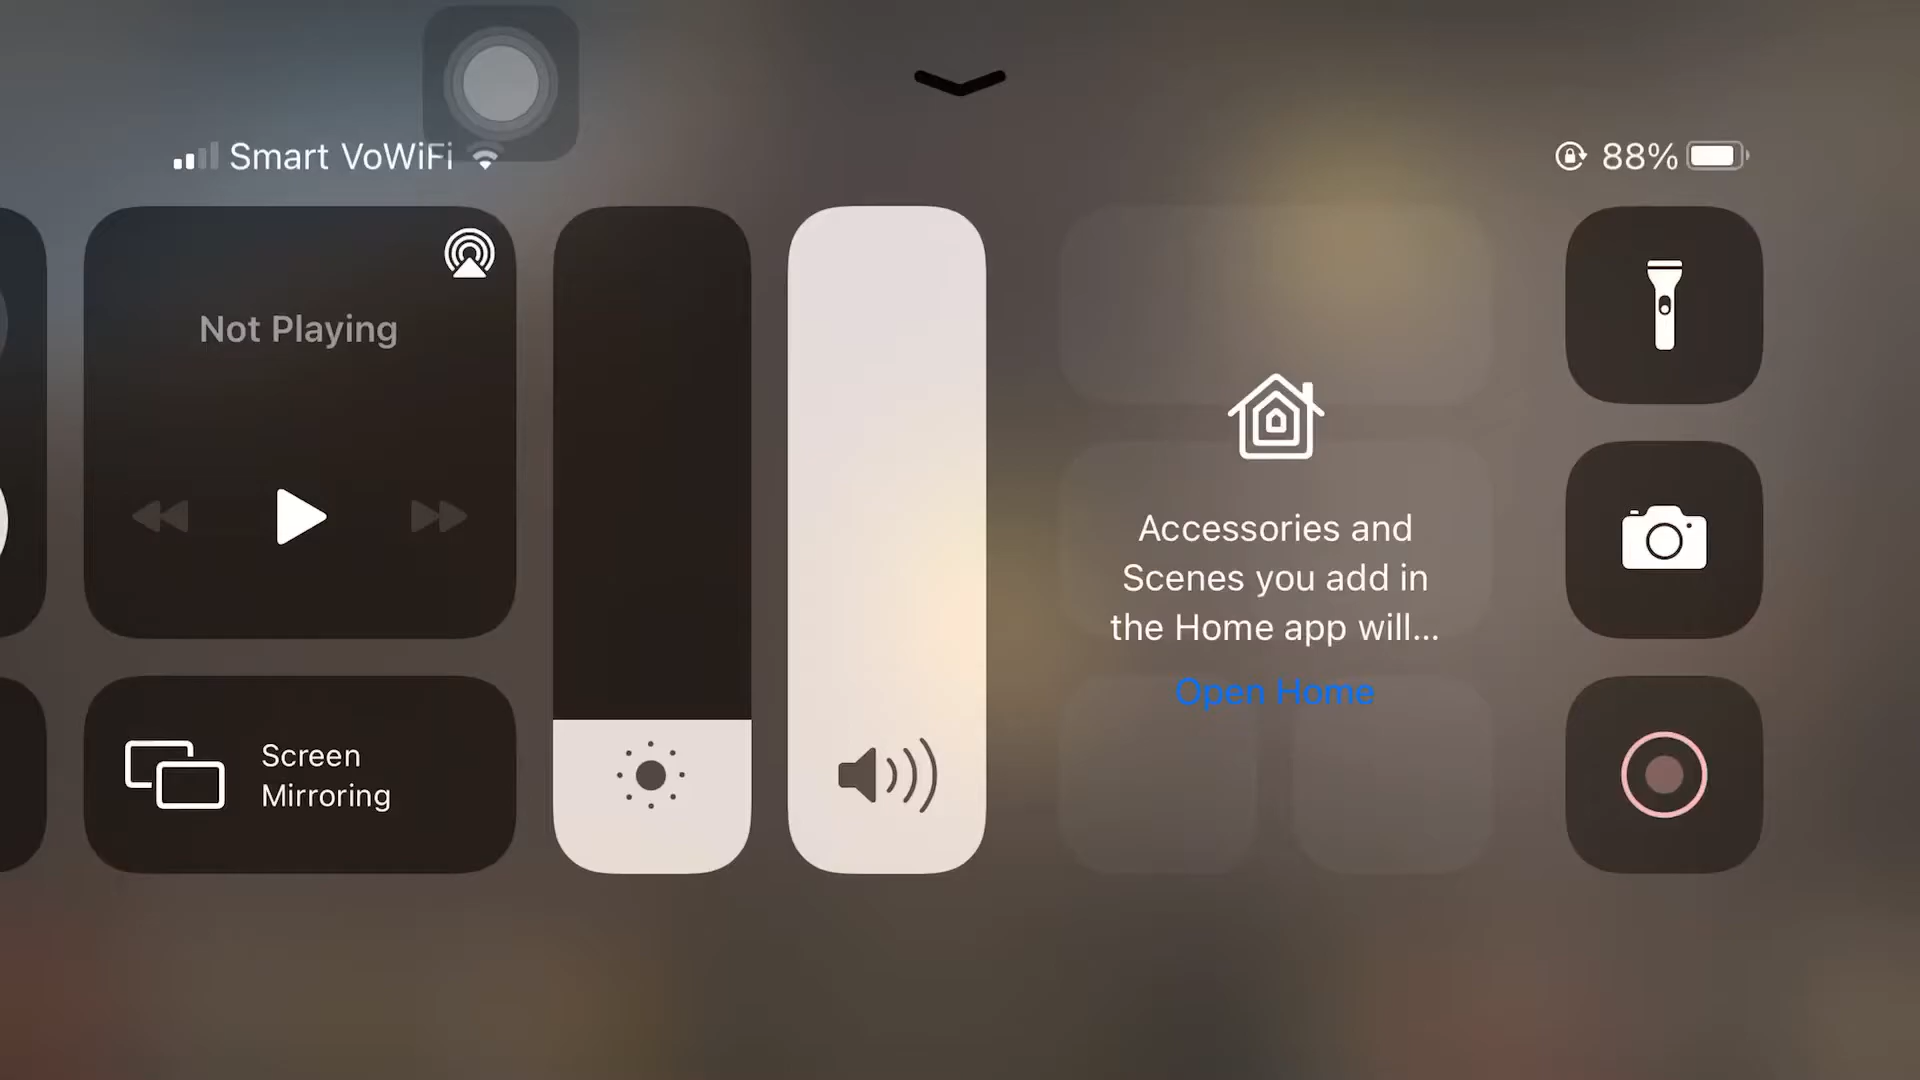 Smart VoWiFi
88%
Not Playing
Screen
Mirroring
Accessories and
Scenes you add in
the Home app will...
Open Home